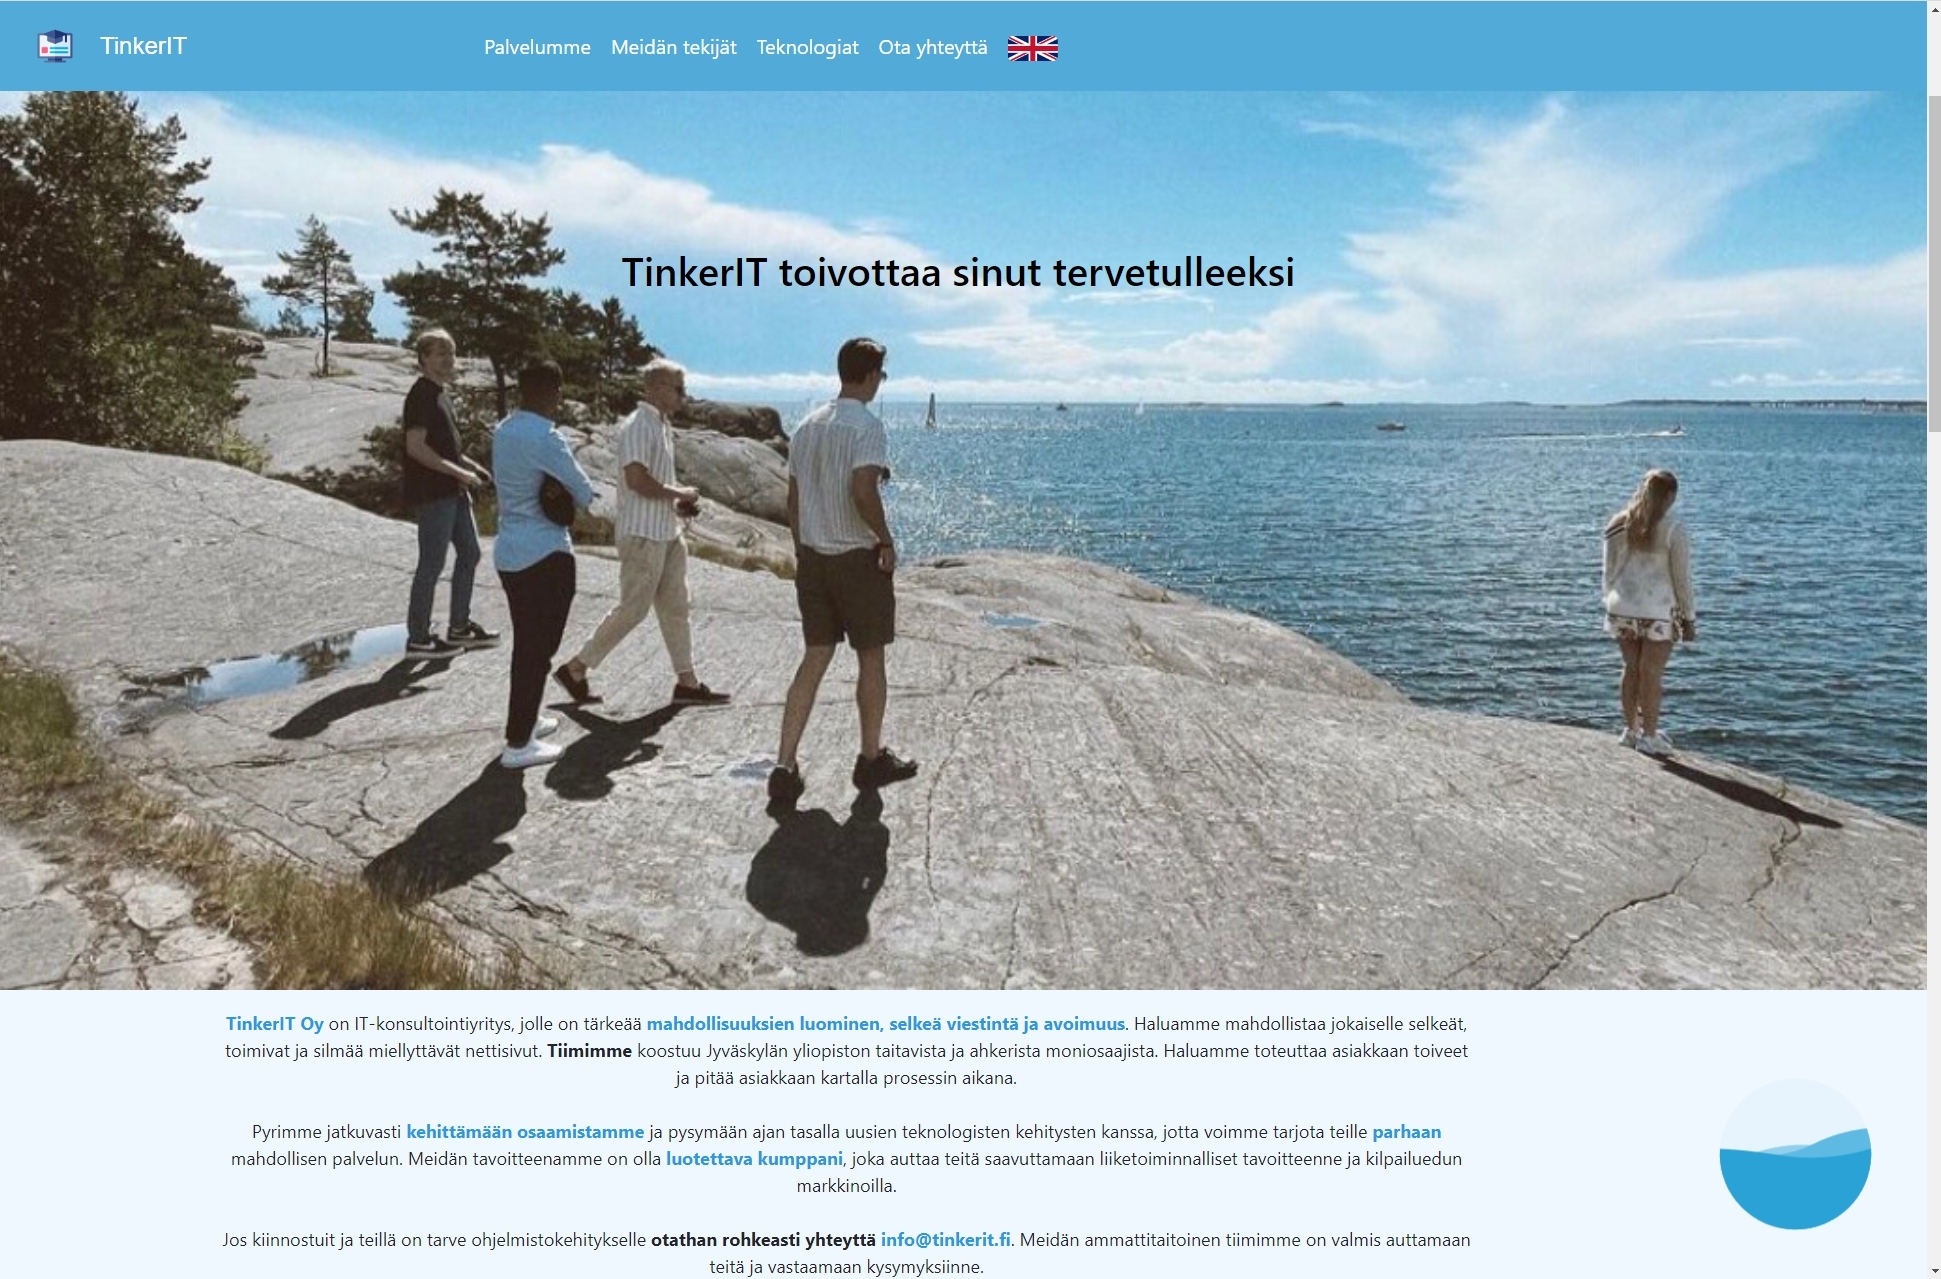 TinkerIT
Palvelumme Meidän tekijät Teknologiat Ota yhteyttä
TinkerIT toivottaa sinut tervetulleeksi
TinkerIT Oy on IT-konsultointiyritys, jolle on tärkeää mahdollisuuksien luominen, selkeä viestintä ja avoimuus. Haluamme mahdollistaa jokaiselle selkeät,
toimivat ja silmää miellyttävät nettisivut. Tiimimme koostuu Jyväskylän yliopiston taitavista ja ahkerista moniosaajista. Haluamme toteuttaa asiakkaan toiveet
ja pitää asiakkaan kartalla prosessin aikana.
Pyrimme jatkuvasti kehittämään osaamistamme ja pysymään ajan tasalla uusien teknologisten kehitysten kanssa, jotta voimme tarjota teille parhaan
mahdollisen palvelun. Meidän tavoitteenamme on olla luotettava kumppani, joka auttaa teitä saavuttamaan liiketoiminnalliset tavoitteenne ja kilpailuedun
markkinoilla.
Jos kiinnostuit ja teillä on tarve ohjelmistokehitykselle otathan rohkeasti yhteyttä info@tinkerit.fi. Meidän ammattitaitoinen tiimimme on valmis auttamaan
teitä ja vastaamaan kysymyksiinne.